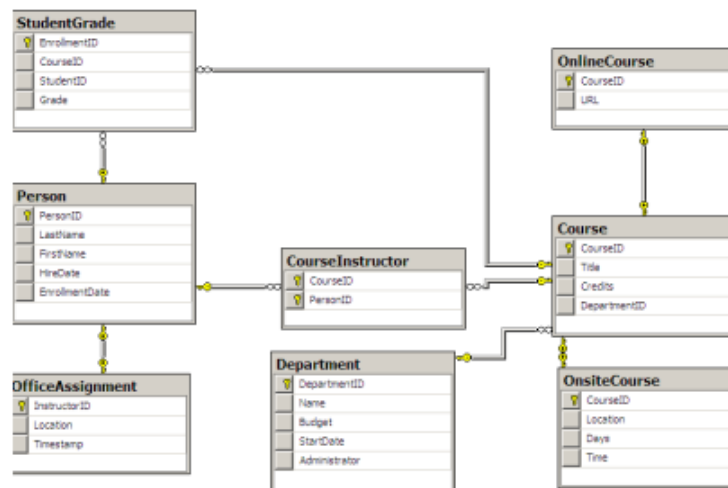 StudentGrade
EnrollmentID
CourseID
StudentID
Grade
OnlineCourse
CourseID
URL
Person
PersonID
LastName
FirstName
HireDate
EnrollmentDate
CourseInstructor
CourseID
PersonID
Course
CourseID
Title
Credits
DepartmentID
OfficeAssignment
InstructorID
Location
Timestamp
Department
DepartmentID
Name
Budget
StartDate
Administrator
OnsiteCourse
CourseID
Location
Days
Time